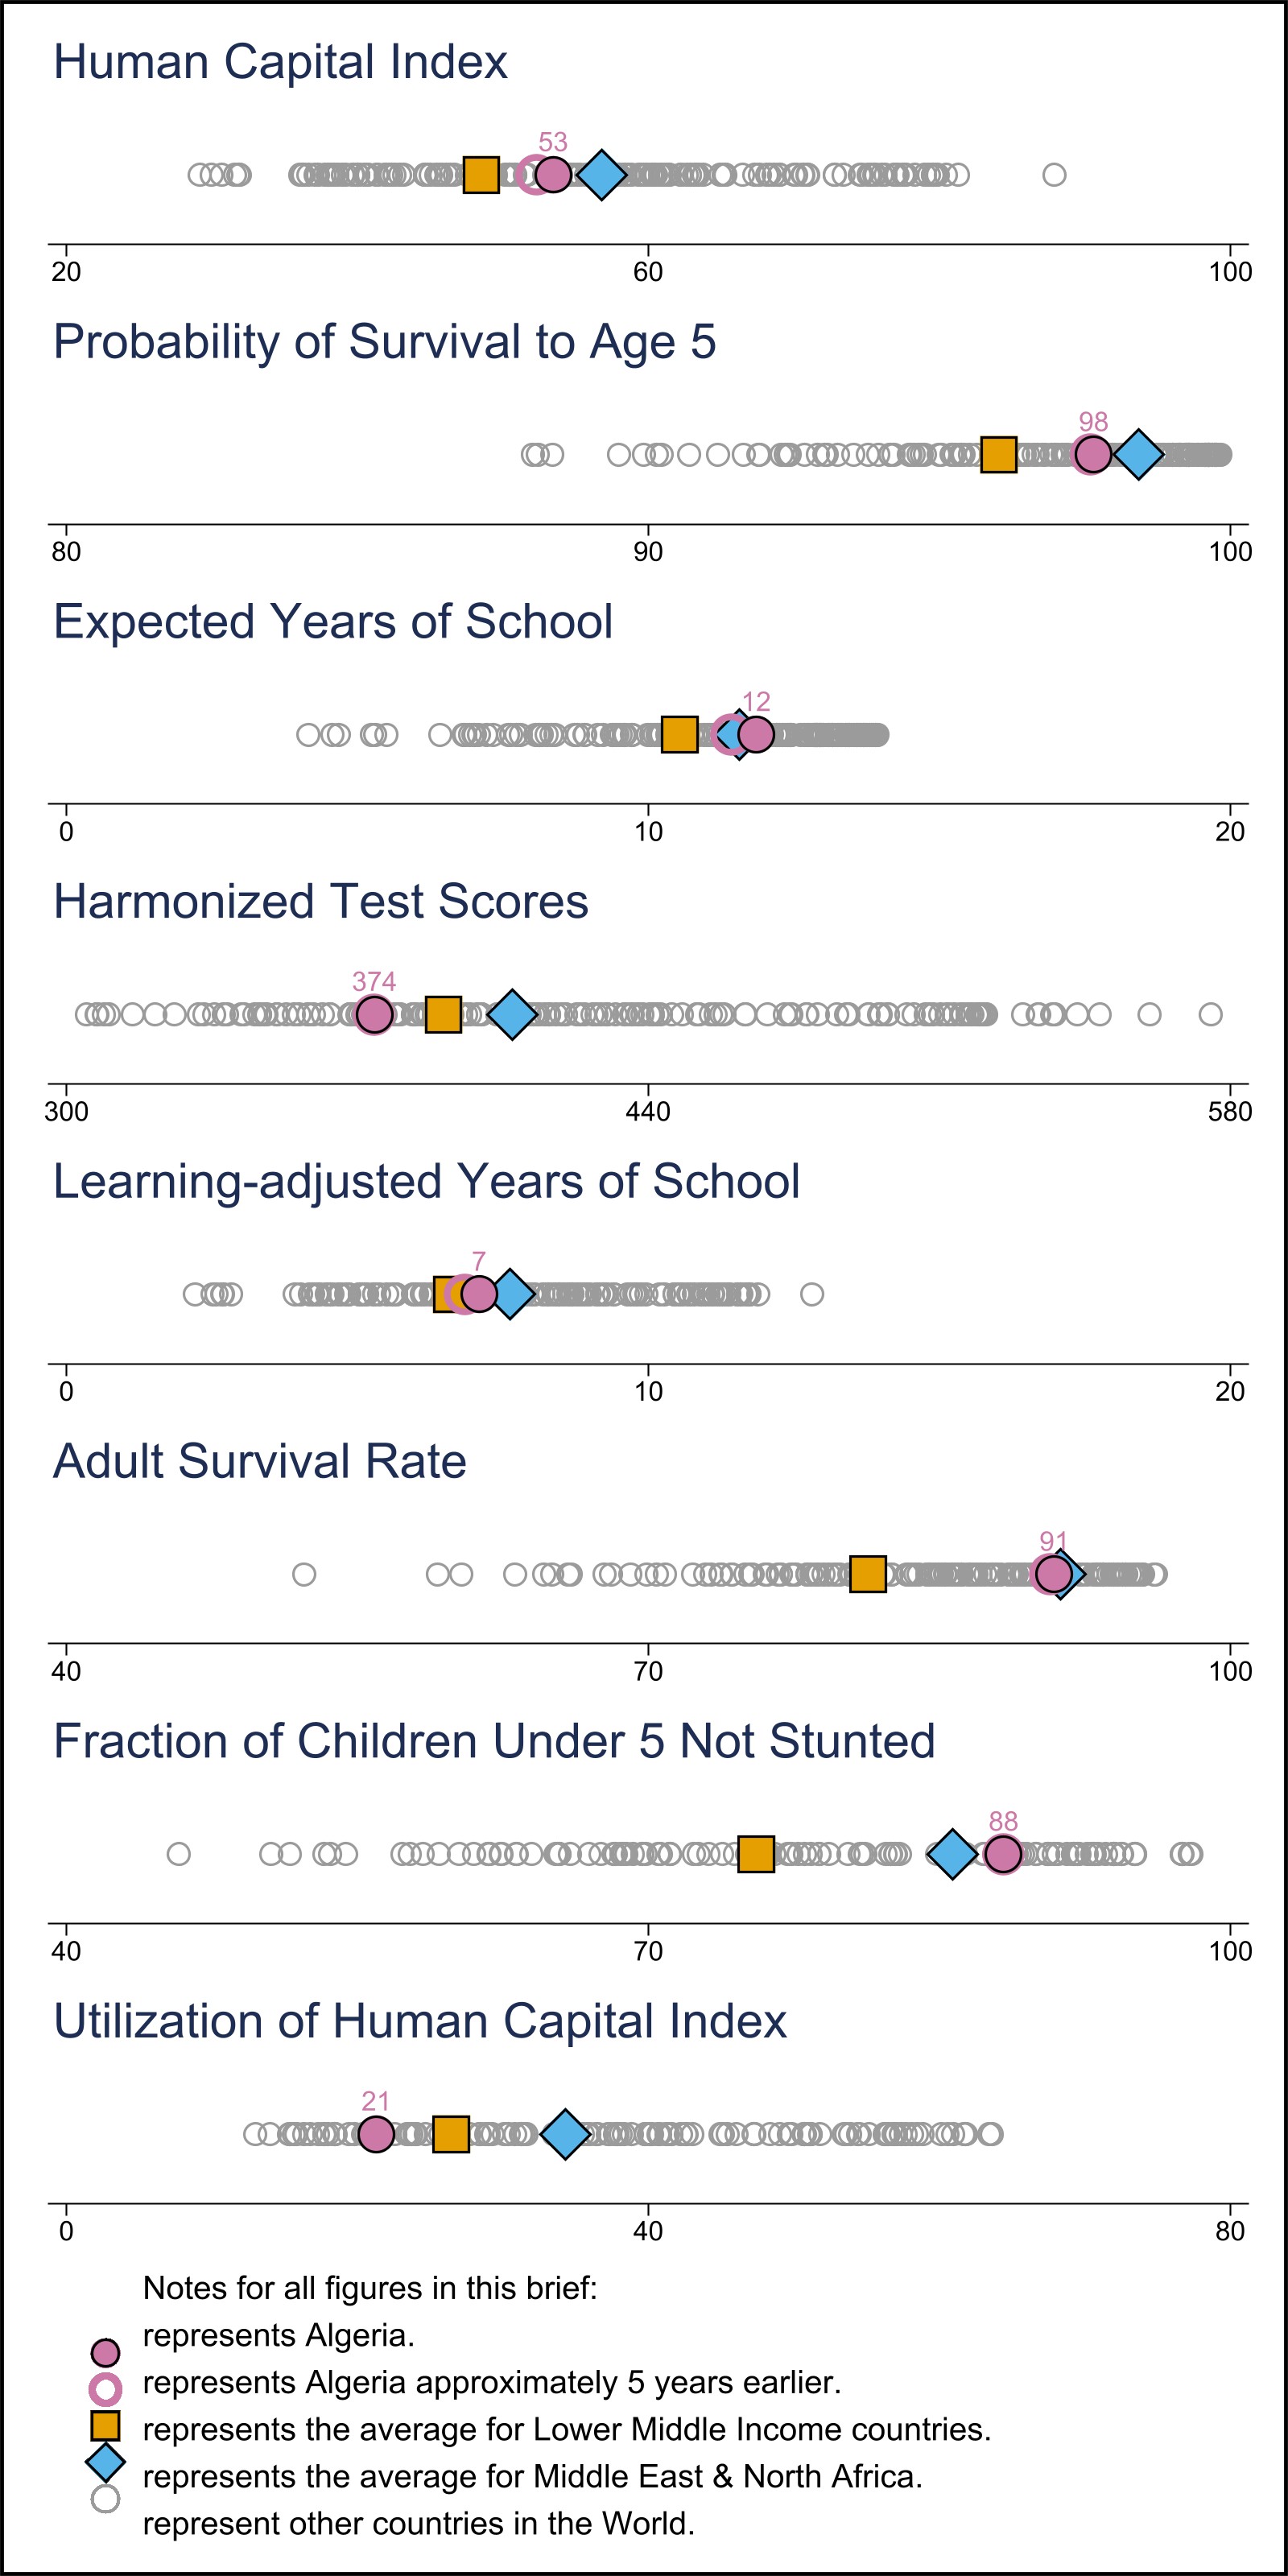 Human Capital Index
53
20 60 100
Probability of Survival to Age 5
98
80 90 100
Expected Years of School
12
0 10 20
Harmonized Test Scores
374
300 440 580
Learning-adjusted Years of School
7
0 10 20
Adult Survival Rate
91
40 70 100
Fraction of Children Under 5 Not Stunted
88
40 70 100
Utilization of Human Capital Index
21
0 40 80
Notes for all figures in this brief:
represents Algeria.
represents Algeria approximately 5 years earlier.
represents the average for Lower Middle Income countries.
represents the average for Middle East & North Africa.
represent other countries in the World.